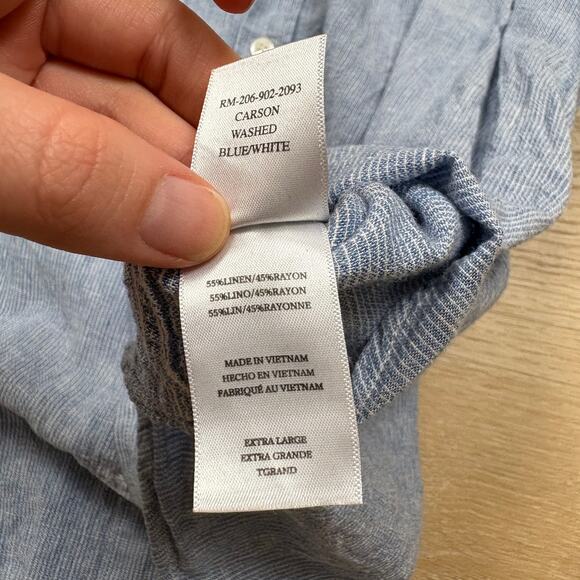 RM-206-902-2093
CARSON
WASHED
BLUE/WHITE
55%LINEN/45%RAYON
55%LINO/45%RAYON
55%LIN/45%RAYONNE
MADE IN VIETNAM
HECHO EN VIETNAM
FABRIQUÉ AU VIETNAM
EXTRA LARGE
EXTRA GRANDE
TGRAND